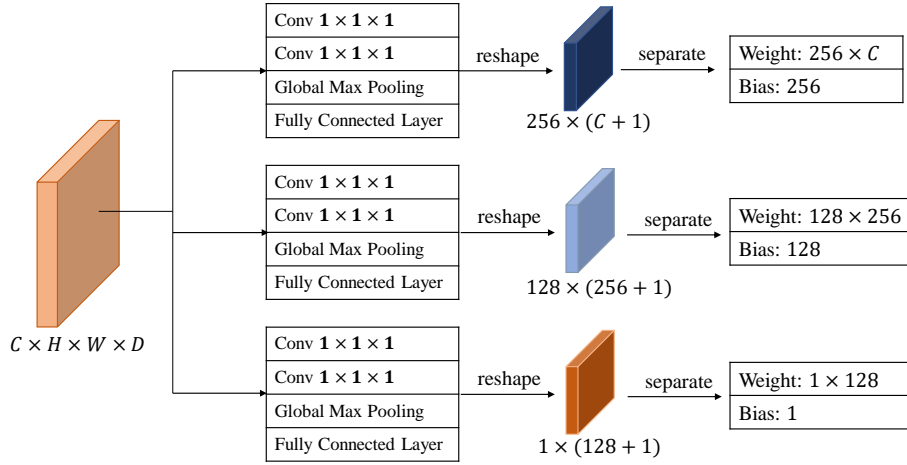 Conv 1 × 1 × 1
Conv 1 × 1 × 1
Global Max Pooling
Fully Connected Layer
reshape
256 × (C + 1)
separate
Weight: 256 × C
Bias: 256
C × H × W × D
Conv 1 × 1 × 1
Conv 1 × 1 × 1
Global Max Pooling
Fully Connected Layer
reshape
128 × (256 + 1)
separate
Weight: 128 × 256
Bias: 128
Conv 1 × 1 × 1
Conv 1 × 1 × 1
Global Max Pooling
Fully Connected Layer
reshape
1 × (128 + 1)
separate
Weight: 1 × 128
Bias: 1